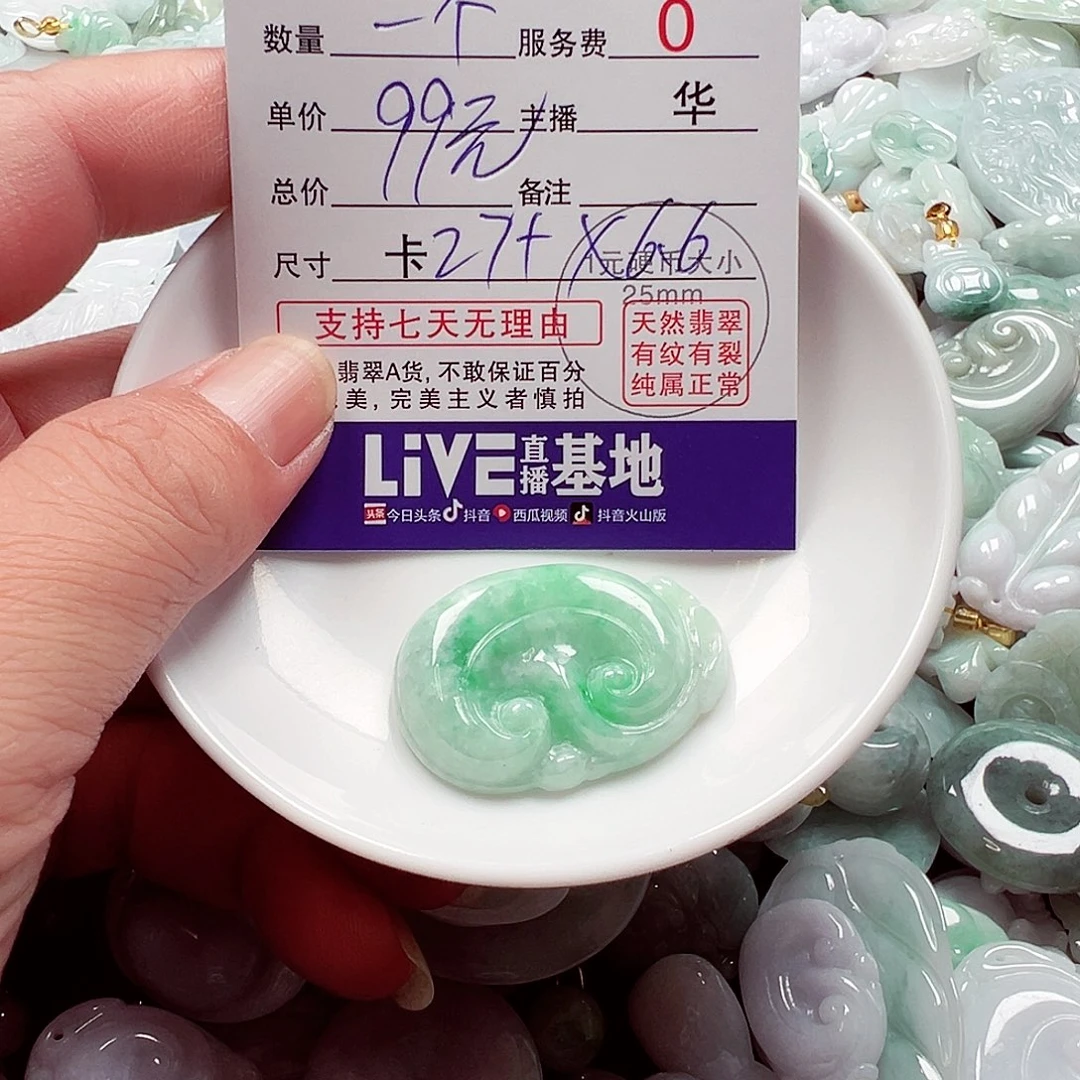 数量 一个 服务费 0
单价 99元 主播 华
总价 备注
尺寸 卡27+ X6.6
1元硬币大小
25mm
支持七天无理由
天然翡翠
有纹有裂
纯属正常
翡翠A货, 不敢保证百分
美, 完美主义者慎拍
LiVE直播基地
头条 今日头条 抖音 西瓜视频 抖音火山版